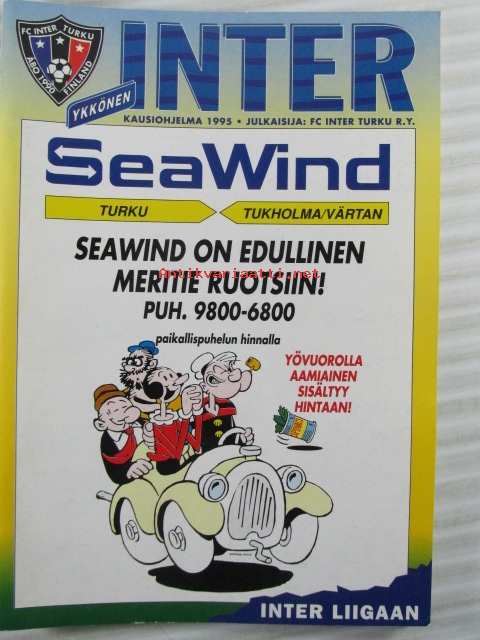 FC INTER TURKU
ÅBO 1990 FINLAND
INTER
YKKÖNEN
KAUSIOHJELMA 1995 • JULKAISIJA: FC INTER TURKU R.Y.
SeaWind
TURKU
TUKHOLMA/VÄRTAN
SEAWIND ON EDULLINEN
MERITIE RUOTSIIN!
Antikvariaatti.net
PUH. 9800-6800
paikallispuhelun hinnalla
YÖVUOROLLA
AAMIAINEN
SISÄLTYY
HINTAAN!
INTER LIIGAAN